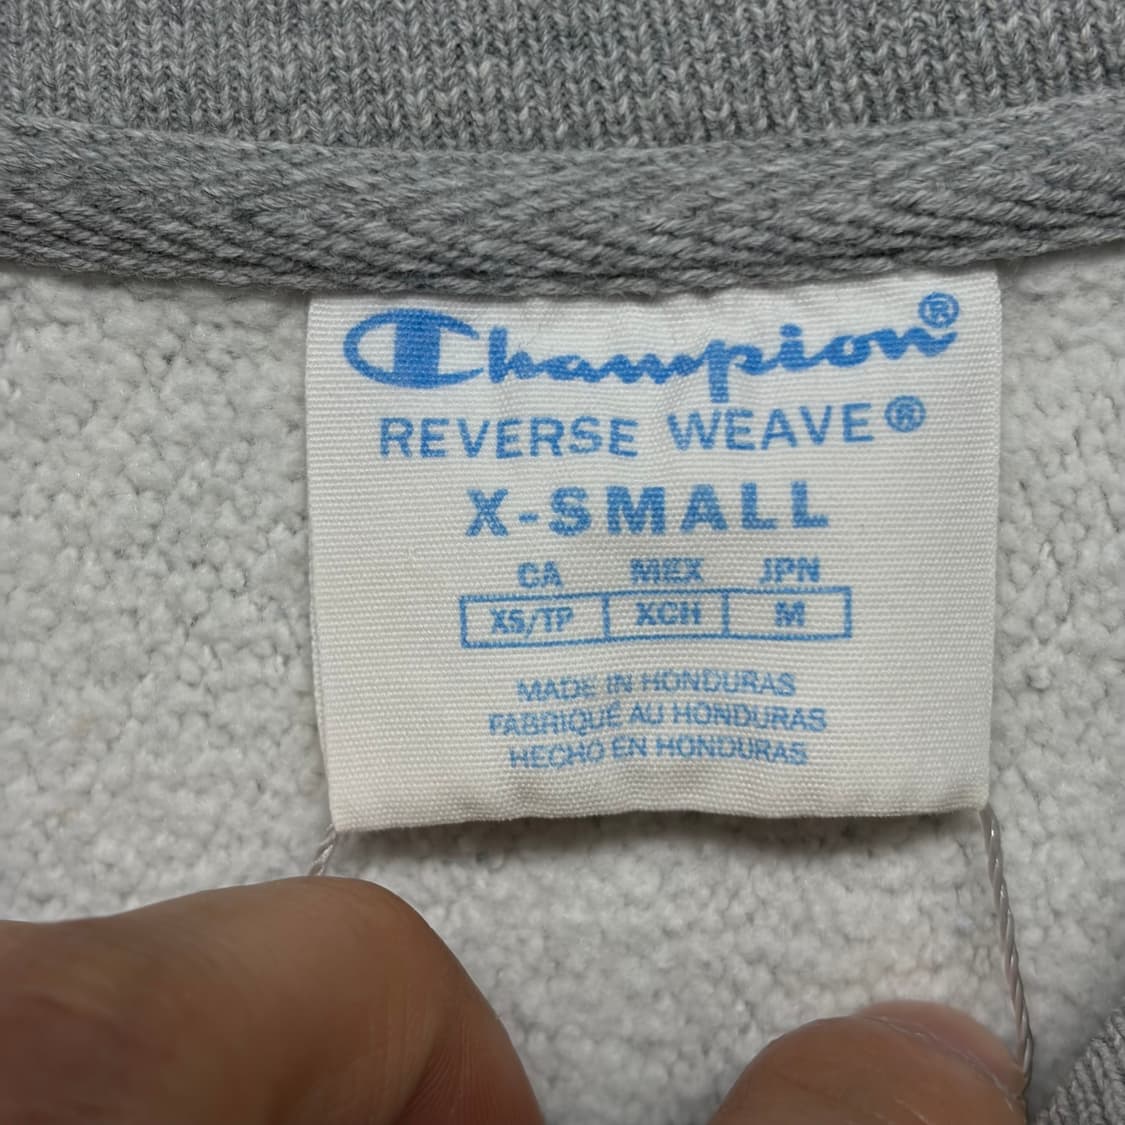 Champion®
REVERSE WEAVE®
X-SMALL
CA MEX JPN
XS/TP XCH M
MADE IN HONDURAS
FABRIQUÉ AU HONDURAS
HECHO EN HONDURAS